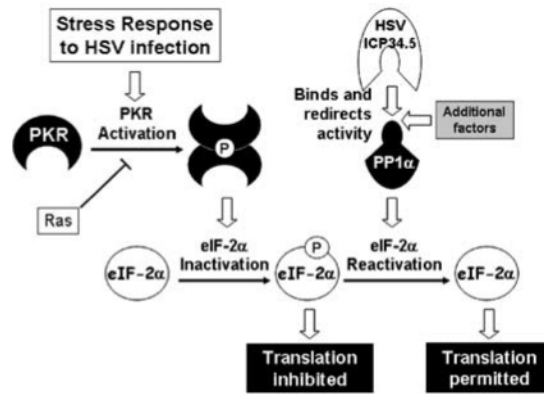 Stress Response
to HSV infection
HSV
ICP34.5
PKR
PKR
Activation
P
Binds and
redirects
activity
Additional
factors
PP1α
Ras
eIF-2α
eIF-2α
Inactivation
P
eIF-2α
eIF-2α
Reactivation
eIF-2α
Translation
inhibited
Translation
permitted